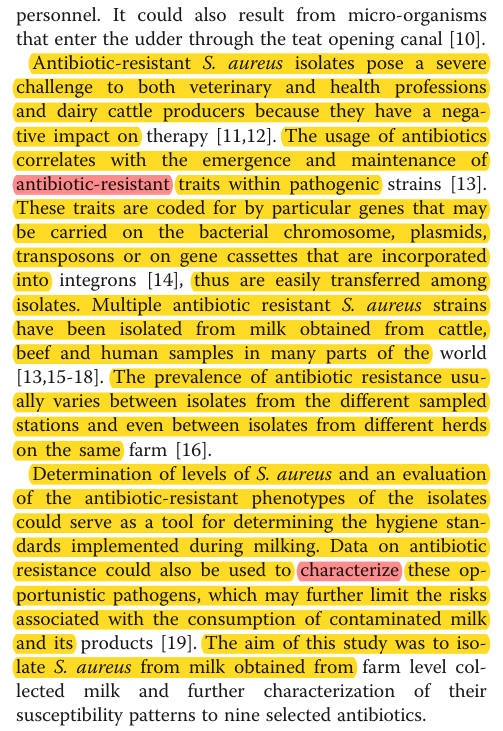 personnel. It could also result from micro-organisms
that enter the udder through the teat opening canal [10].
Antibiotic-resistant S. aureus isolates pose a severe
challenge to both veterinary and health professions
and dairy cattle producers because they have a nega-
tive impact on therapy [11,12]. The usage of antibiotics
correlates with the emergence and maintenance of
antibiotic-resistant traits within pathogenic strains [13].
These traits are coded for by particular genes that may
be carried on the bacterial chromosome, plasmids,
transposons or on gene cassettes that are incorporated
into integrons [14], thus are easily transferred among
isolates. Multiple antibiotic resistant S. aureus strains
have been isolated from milk obtained from cattle,
beef and human samples in many parts of the world
[13,15-18]. The prevalence of antibiotic resistance usu-
ally varies between isolates from the different sampled
stations and even between isolates from different herds
on the same farm [16].
Determination of levels of S. aureus and an evaluation
of the antibiotic-resistant phenotypes of the isolates
could serve as a tool for determining the hygiene stan-
dards implemented during milking. Data on antibiotic
resistance could also be used to characterize these op-
portunistic pathogens, which may further limit the risks
associated with the consumption of contaminated milk
and its products [19]. The aim of this study was to iso-
late S. aureus from milk obtained from farm level col-
lected milk and further characterization of their
susceptibility patterns to nine selected antibiotics.